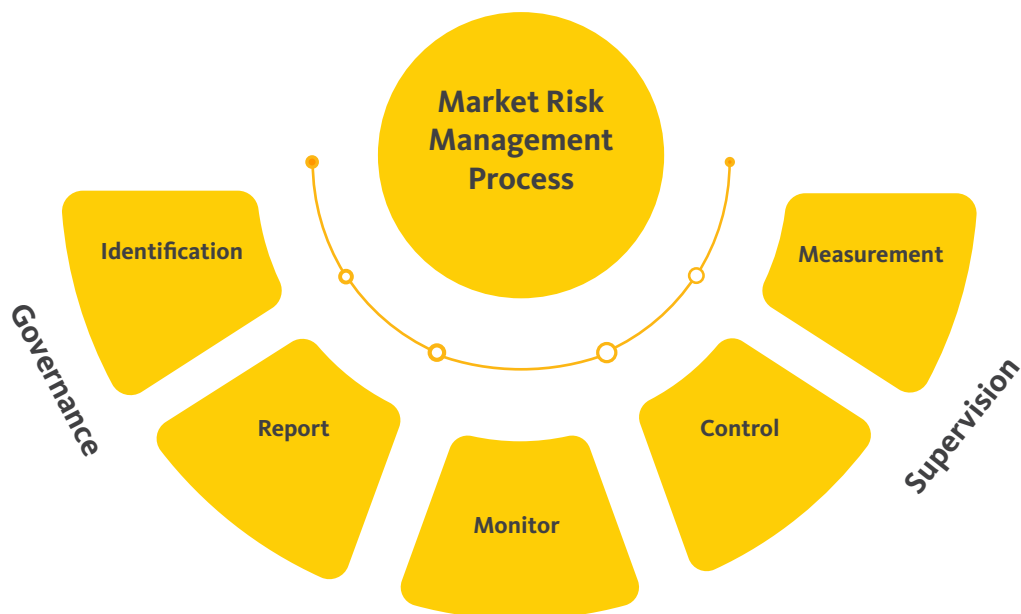 Market Risk
Management
Process
Identification
Measurement
Governance
Report
Control
Supervision
Monitor